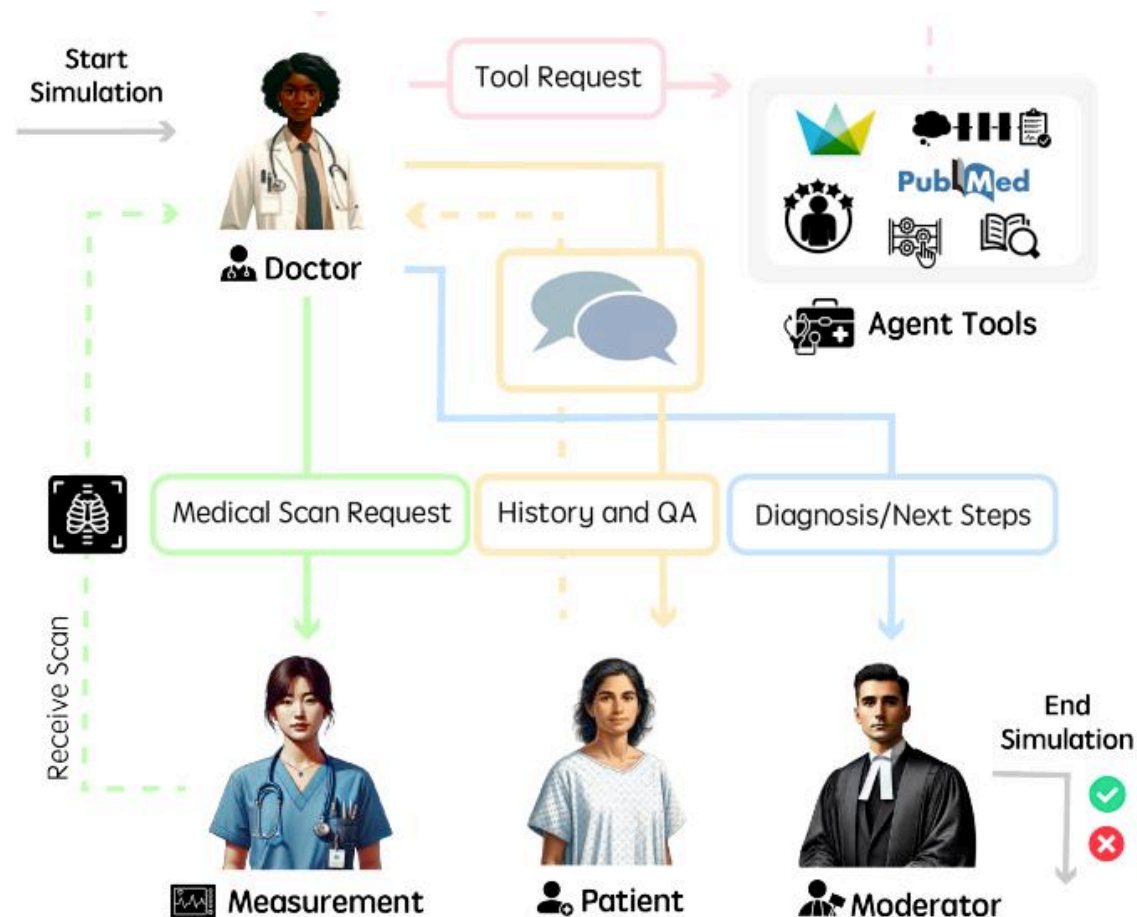 Start
Simulation
Tool Request
PubMed
Doctor
Agent Tools
Medical Scan Request
History and QA
Diagnosis/Next Steps
Receive Scan
End
Simulation
Measurement
Patient
Moderator